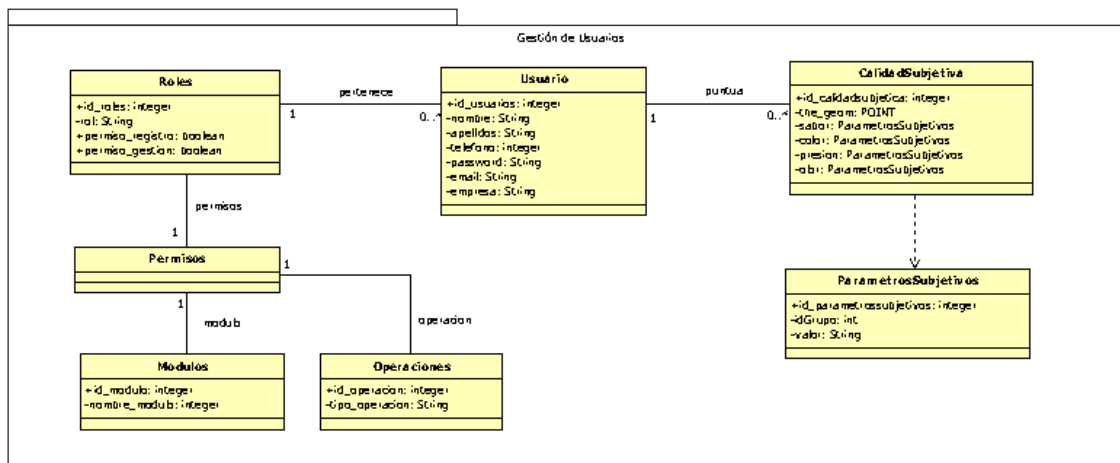 Gestión de Usuarios
Roles
+id_roles: integer
-rol: String
+permiso_registro: Boolean
+permiso_gestion: Boolean
pertenece
1
0..*
Usuario
+id_usuarios: integer
-nombre: String
-apellidos: String
-telefono: integer
-password: String
-email: String
-empresa: String
puntua
1
0..*
CalidadSubjetiva
+id_calidadsubjetica: integer
-the_geom: POINT
-sabor: ParametrosSubjetivos
-color: ParametrosSubjetivos
-presion: ParametrosSubjetivos
-olor: ParametrosSubjetivos
permisos
1
Permisos
1
1
modulo
operacion
ParametrosSubjetivos
+id_parametrossubjetivos: integer
-idGrupo: int
-valor: String
Modulos
+id_modulo: integer
-nombre_modulo: integer
Operaciones
+id_operacion: integer
-tipo_operacion: String